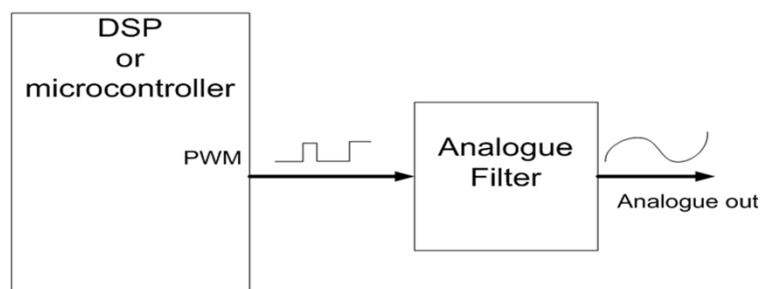 DSP
or
microcontroller
PWM
Analogue
Filter
Analogue out